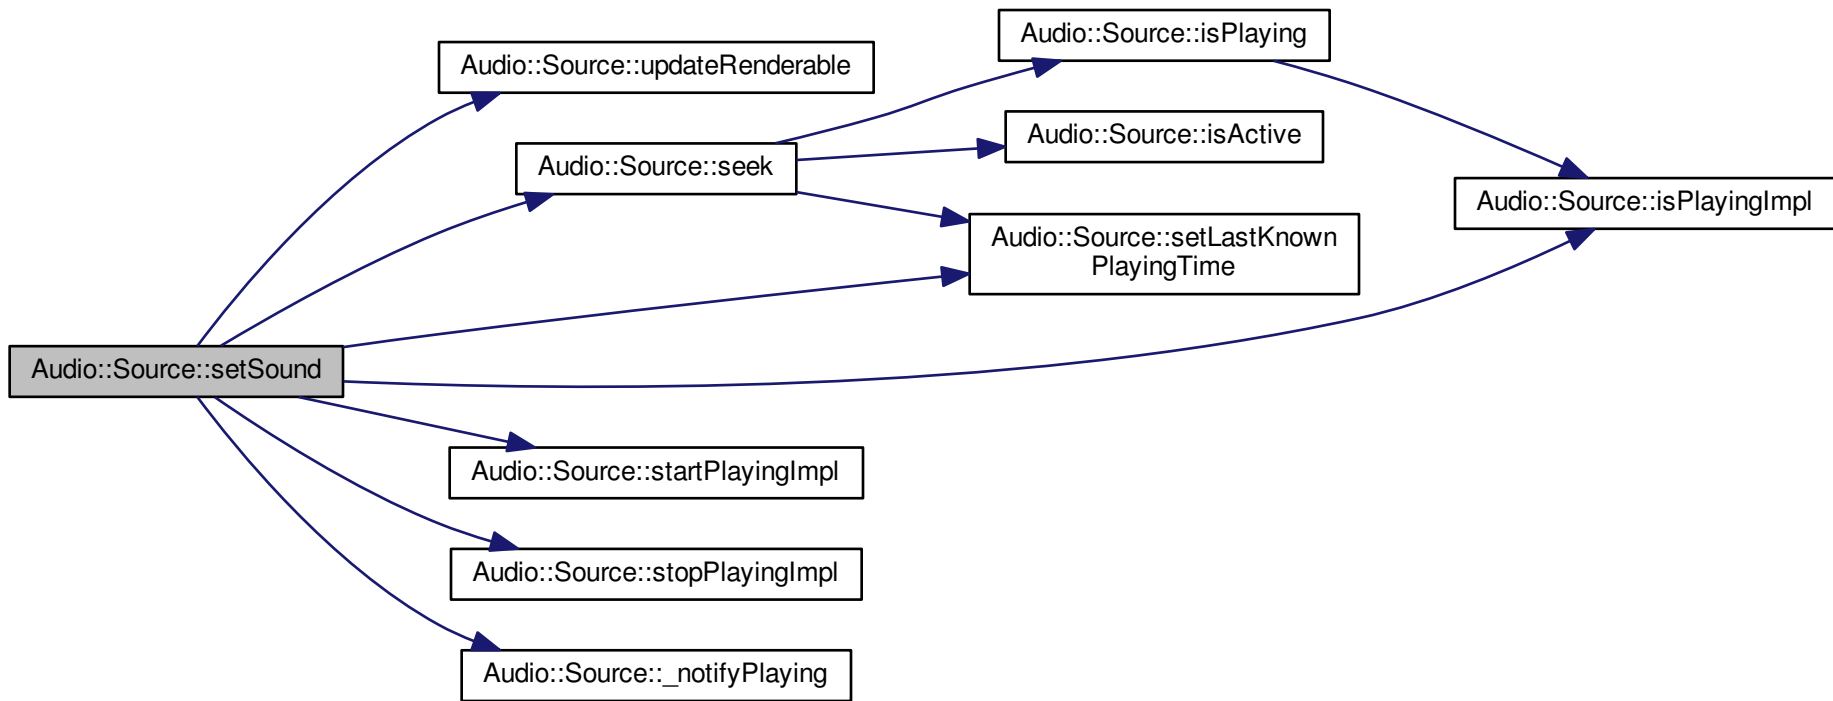 Audio::Source::setSound
Audio::Source::updateRenderable
Audio::Source::seek
Audio::Source::isPlaying
Audio::Source::isActive
Audio::Source::setLastKnown
PlayingTime
Audio::Source::isPlayingImpl
Audio::Source::startPlayingImpl
Audio::Source::stopPlayingImpl
Audio::Source::_notifyPlaying